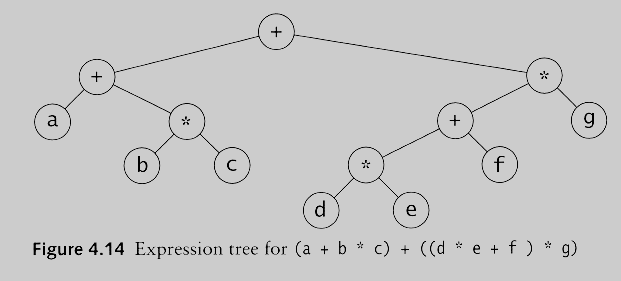 +
+ *
a * + g
b c * f
d e
Figure 4.14 Expression tree for (a + b * c) + ((d * e + f ) * g)